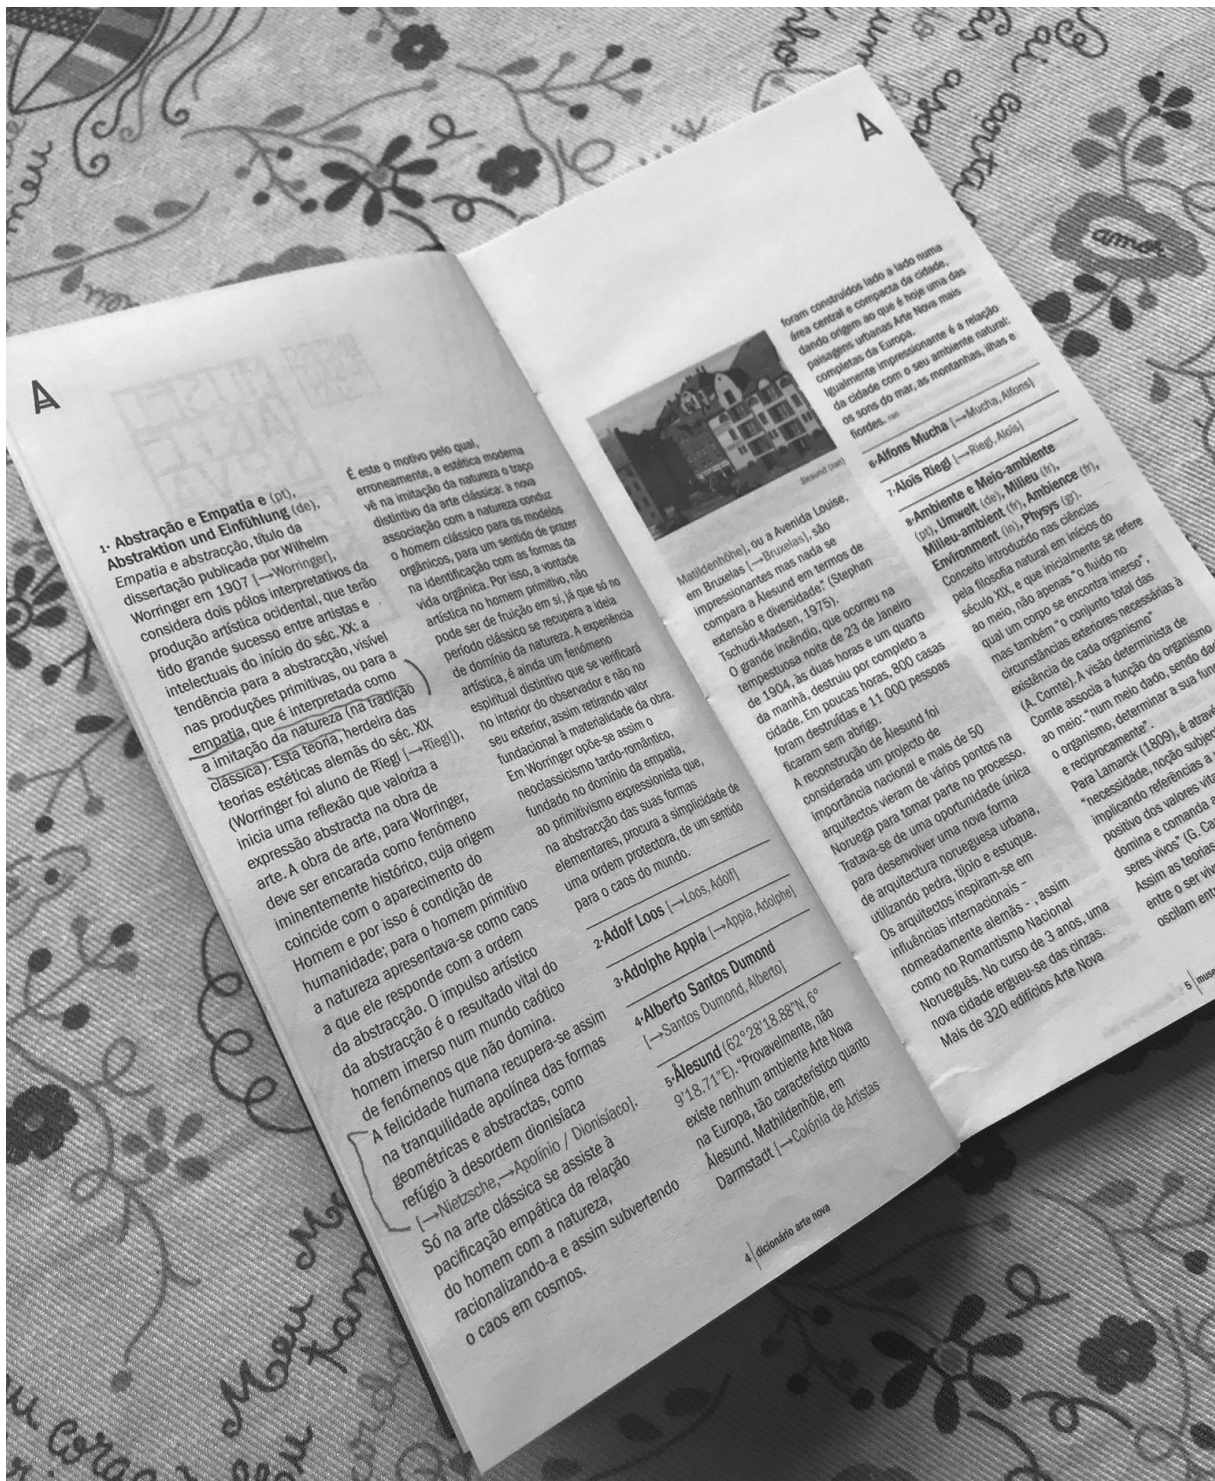 A
1· Abstração e Empatia e (pt),
Abstraktion und Einfühlung (de),
Empatia e abstracção, título da
dissertação publicada por Wilhelm
Worringer em 1907 [→Worringer],
considera dois pólos interpretativos da
produção artística ocidental, que terão
tido grande sucesso entre artistas e
intelectuais do início do séc. XX: a
tendência para a abstracção, visível
nas produções primitivas, ou para a
empatia, que é interpretada como
a imitação da natureza (na tradição
clássica). Esta teoria, herdeira das
teorias estéticas alemãs do séc. XIX
(Worringer foi aluno de Riegl [→Riegl]),
inicia uma reflexão que valoriza a
expressão abstracta na obra de
arte. A obra de arte, para Worringer,
deve ser encarada como fenómeno
iminentemente histórico, cuja origem
coincide com o aparecimento do
Homem e por isso é condição de
humanidade; para o homem primitivo
a natureza apresentava-se como caos
a que ele responde com a ordem
da abstracção. O impulso artístico
da abstracção é o resultado vital do
homem imerso num mundo caótico
de fenómenos que não domina.
A felicidade humana recupera-se assim
na tranquilidade apolínea das formas
geométricas e abstractas, como
refúgio à desordem dionisíaca
[→Nietzsche,→Apolínio / Dionisíaco].
Só na arte clássica se assiste à
pacificação empática da relação
do homem com a natureza,
racionalizando-a e assim subvertendo
o caos em cosmos.
É este o motivo pelo qual,
erroneamente, a estética moderna
vê na imitação da natureza o traço
distintivo da arte clássica: a nova
associação com a natureza conduz
o homem clássico para os modelos
orgânicos, para um sentido de prazer
na identificação com as formas da
vida orgânica. Por isso, a vontade
artística no homem primitivo, não
pode ser de fruição em si, já que só no
período clássico se recupera a ideia
de domínio da natureza. A experiência
artística, é ainda um fenómeno
espiritual distintivo que se verificará
no interior do observador e não no
seu exterior, assim retirando valor
fundacional à materialidade da obra.
Em Worringer opõe-se assim o
neoclassicismo tardo-romântico,
fundado no domínio da empatia,
ao primitivismo expressionista que,
na abstracção das suas formas
elementares, procura a simplicidade de
uma ordem protectora, de um sentido
para o caos do mundo.
2·Adolf Loos [→Loos, Adolf]
3·Adolphe Appia [→Appia, Adolphe]
4·Alberto Santos Dumond
[→Santos Dumond, Alberto]
5·Ålesund (62°28'18.88"N, 6°
9'18.71"E). "Provavelmente, não
existe nenhum ambiente Arte Nova
na Europa, tão característico quanto
Ålesund. Mathildenhöle, em
Darmstadt [→Colónia de Artistas
4 | dicionário arte nova
A
Ålesund (ran)
Matildenhöhe], ou a Avenida Louise,
em Bruxelas [→Bruxelas], são
impressionantes mas nada se
compara a Ålesund em termos de
extensão e diversidade." (Stephan
Tschudi-Madsen, 1975).
O grande incêndio, que ocorreu na
tempestuosa noite de 23 de Janeiro
de 1904, às duas horas e um quarto
da manhã, destruiu por completo a
cidade. Em poucas horas, 800 casas
foram destruídas e 11 000 pessoas
ficaram sem abrigo.
A reconstrução de Ålesund foi
considerada um projecto de
importância nacional e mais de 50
arquitectos vieram de vários pontos na
Noruega para tomar parte no processo.
Tratava-se de uma oportunidade única
para desenvolver uma nova forma
de arquitectura norueguesa urbana,
utilizando pedra, tijolo e estuque.
Os arquitectos inspiram-se em
influências internacionais -
nomeadamente alemãs - , assim
como no Romantismo Nacional
Norueguês. No curso de 3 anos, uma
nova cidade ergueu-se das cinzas.
Mais de 320 edifícios Arte Nova
foram construídos lado a lado numa
área central e compacta da cidade,
dando origem ao que é hoje uma das
paisagens urbanas Arte Nova mais
completas da Europa.
Igualmente impressionante é a relação
da cidade com o seu ambiente natural:
os sons do mar, as montanhas, ilhas e
fiordes. ran
6·Alfons Mucha [→Mucha, Alfons]
7·Alois Riegl [→Riegl, Alois]
8·Ambiente e Meio-ambiente
(pt), Umwelt (de), Milieu (fr),
Milieu-ambient (fr), Ambience (fr),
Environment, (in), Physys (gr).
Conceito introduzido nas ciências
pela filosofia natural em inícios do
século XIX, e que inicialmente se refere
ao meio, não apenas "o fluido no
qual um corpo se encontra imerso",
mas também "o conjunto total das
circunstâncias exteriores necessárias à
existência de cada organismo"
(A. Comte). A visão determinista de
Comte associa a função do organismo
ao meio: "num meio dado, sendo da
o organismo, determinar a sua fun
e reciprocamente".
Para Lamarck (1809), é atrav
"necessidade, noção subje
implicando referências a
positivo dos valores vita
domina e comanda a
seres vivos" (G. Ca
Assim as teorias
entre o ser viv
oscilam ent
5 | muse
amor
Meu